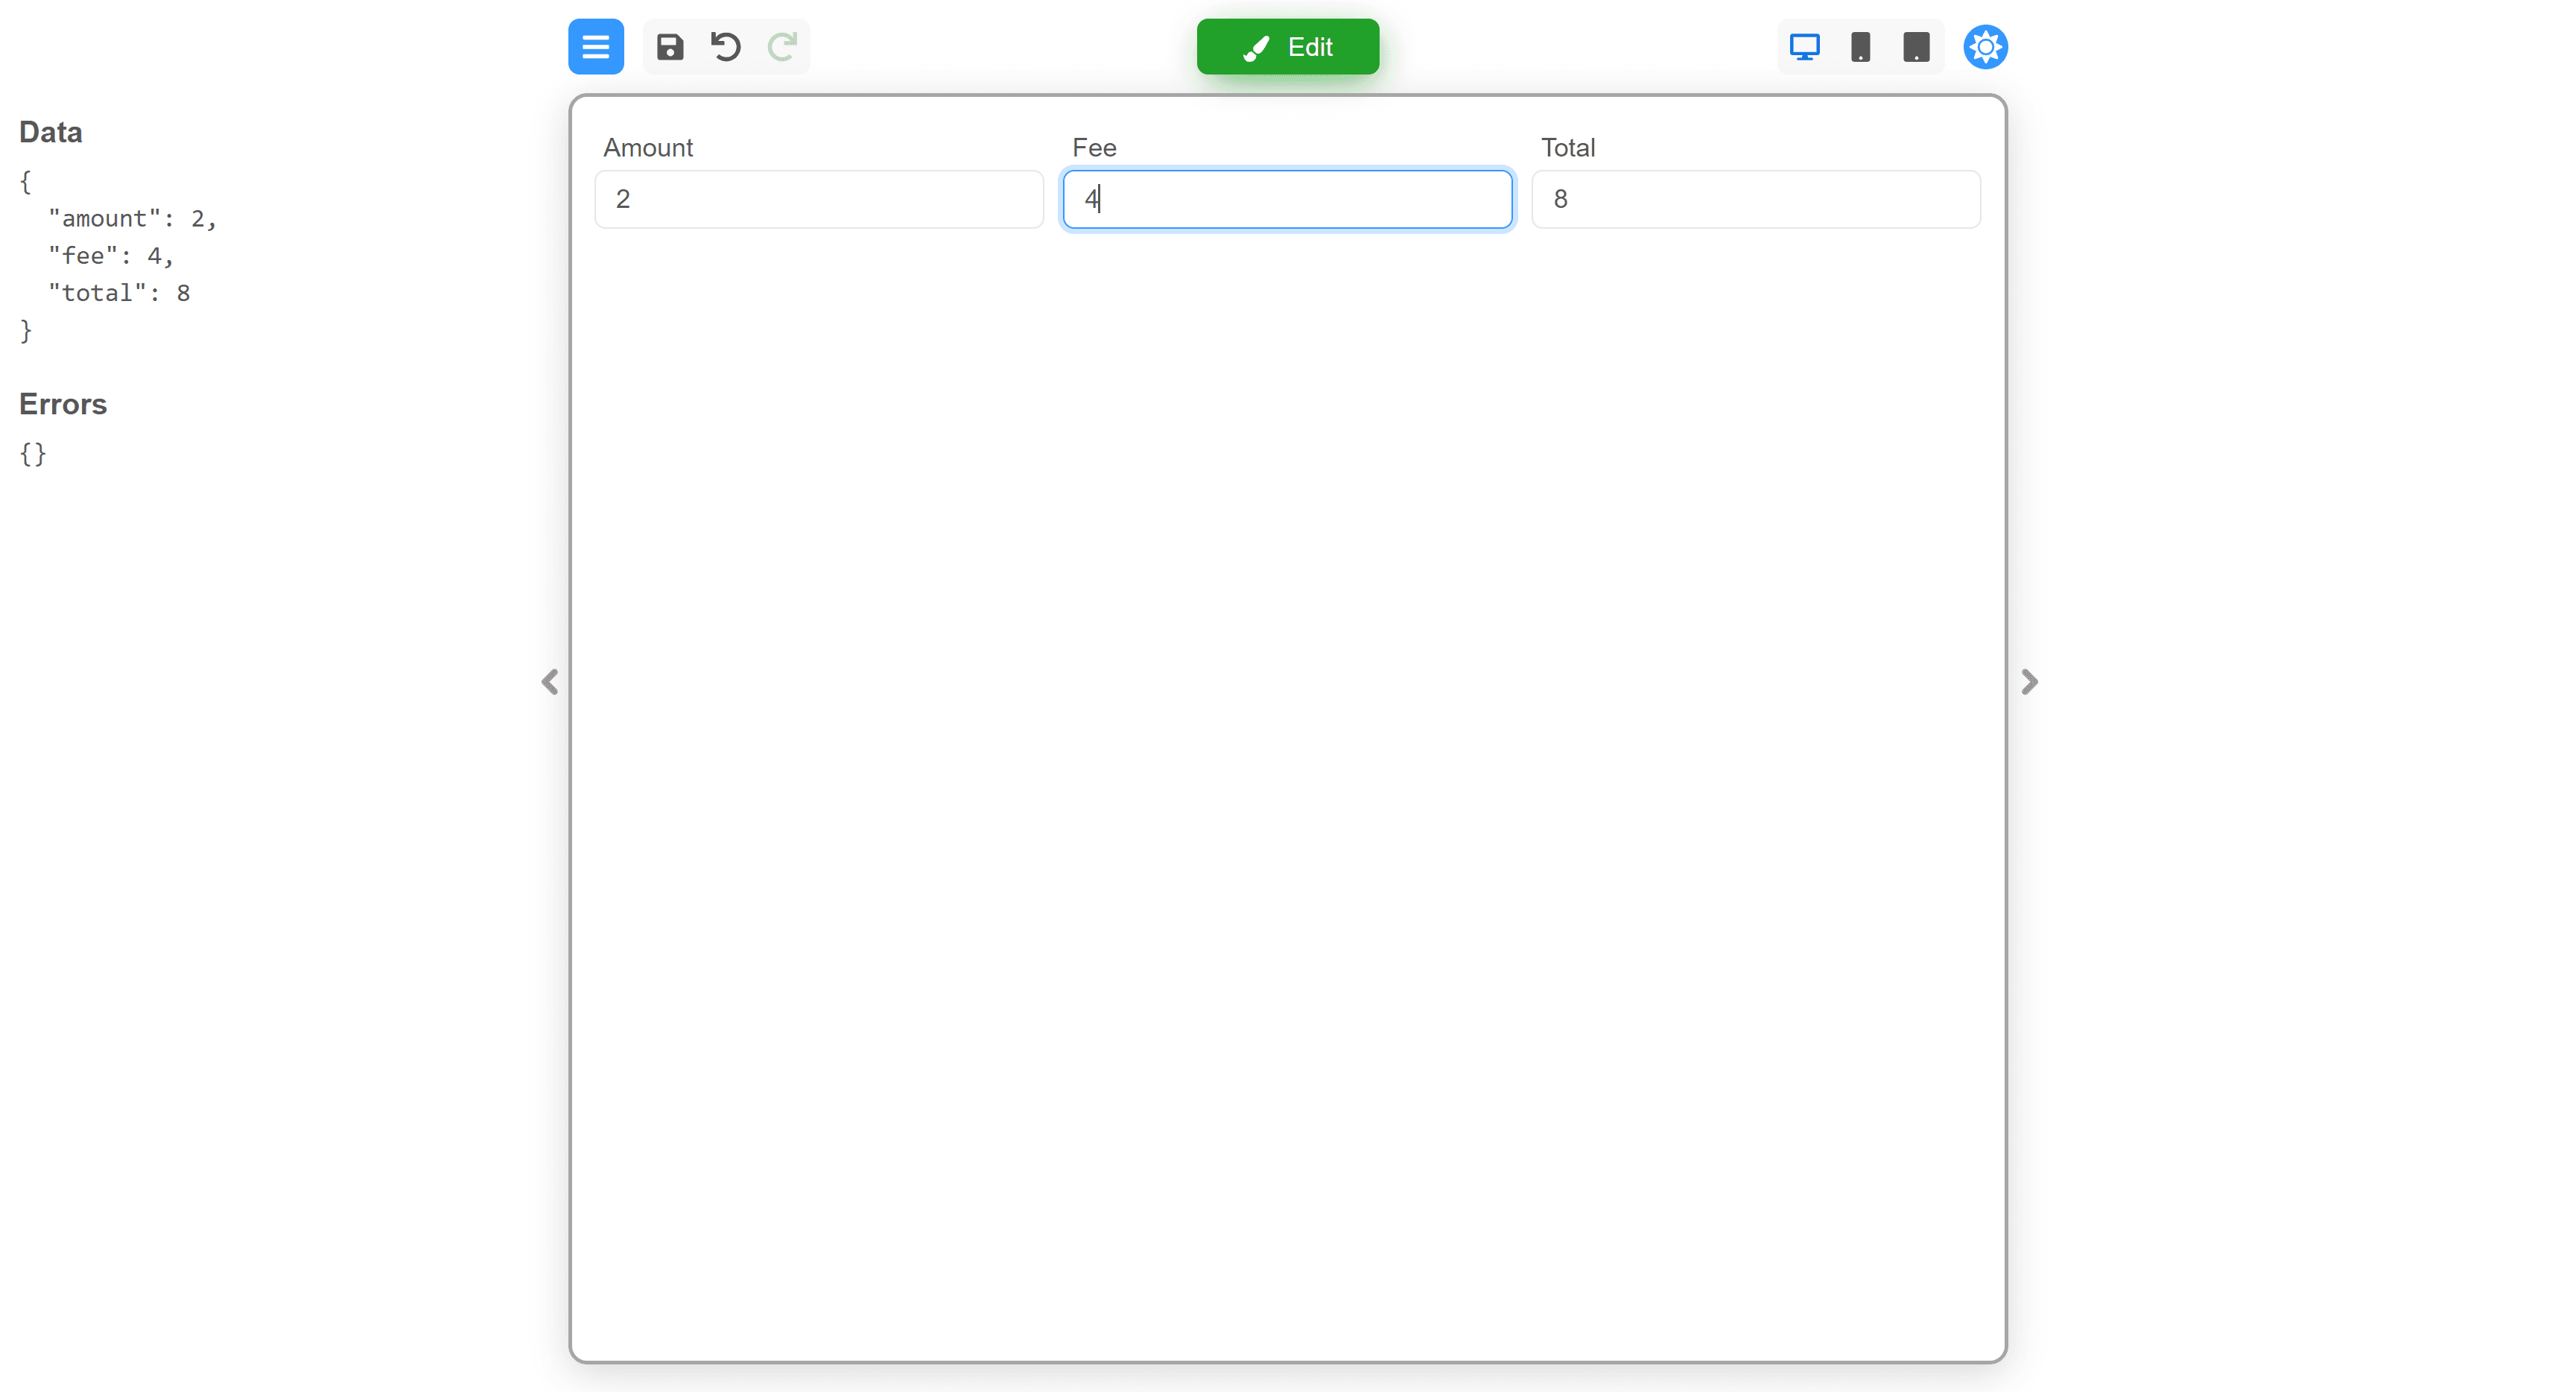 Edit
Data
{
"amount": 2,
"fee": 4,
"total": 8
}
Errors
{}
Amount
2
Fee
4
Total
8